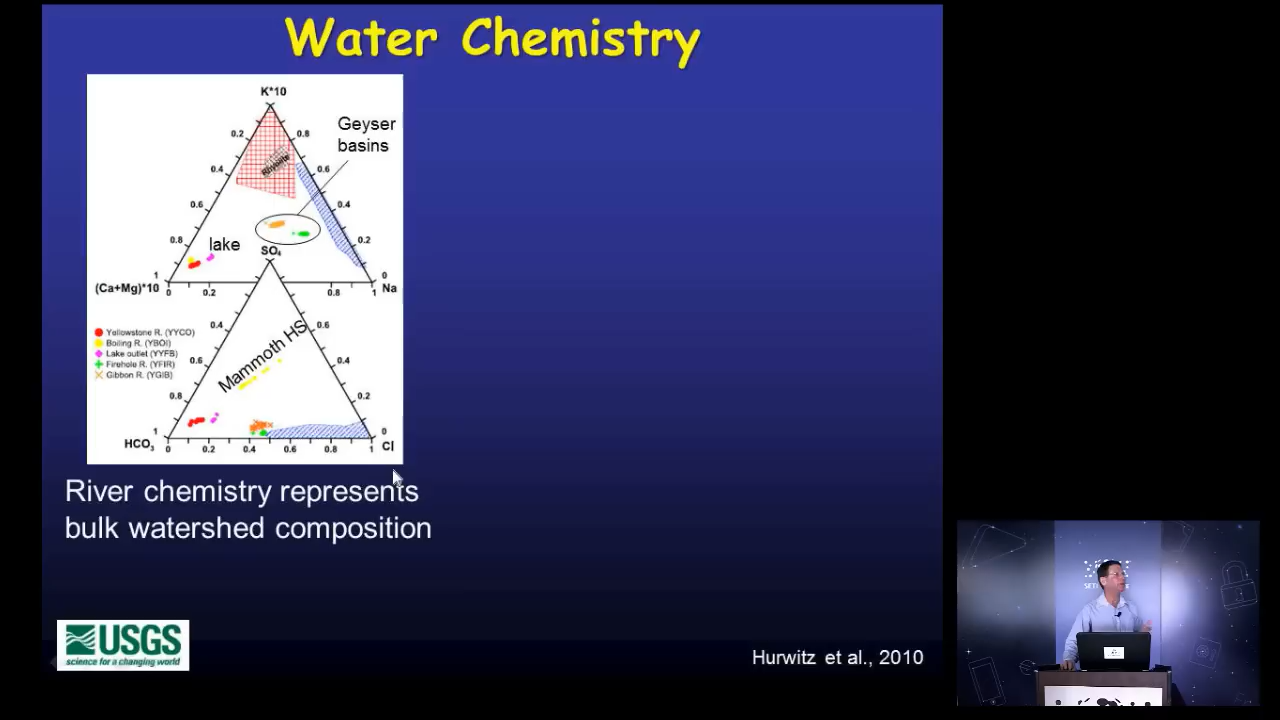 Water Chemistry
K*10
Geyser
basins
0.2
0.8
Rhyolite
0.4
0.6
0.6
0.4
0.8
0.2
lake
1
0
(Ca+Mg)*10
0
0.2
0.8
1
Na
SO4
0.4
0.6
0.6
0.4
0.8
0.2
Mammoth HS
Yellowstone R. (YYCO)
Boiling R. (YBOI)
Lake outlet (YYFB)
Firehole R. (YFIR)
Gibbon R. (YGIB)
1
0
HCO3
0
0.2
0.4
0.6
0.8
1
Cl
River chemistry represents
bulk watershed composition
USGS
science for a changing world
Hurwitz et al., 2010